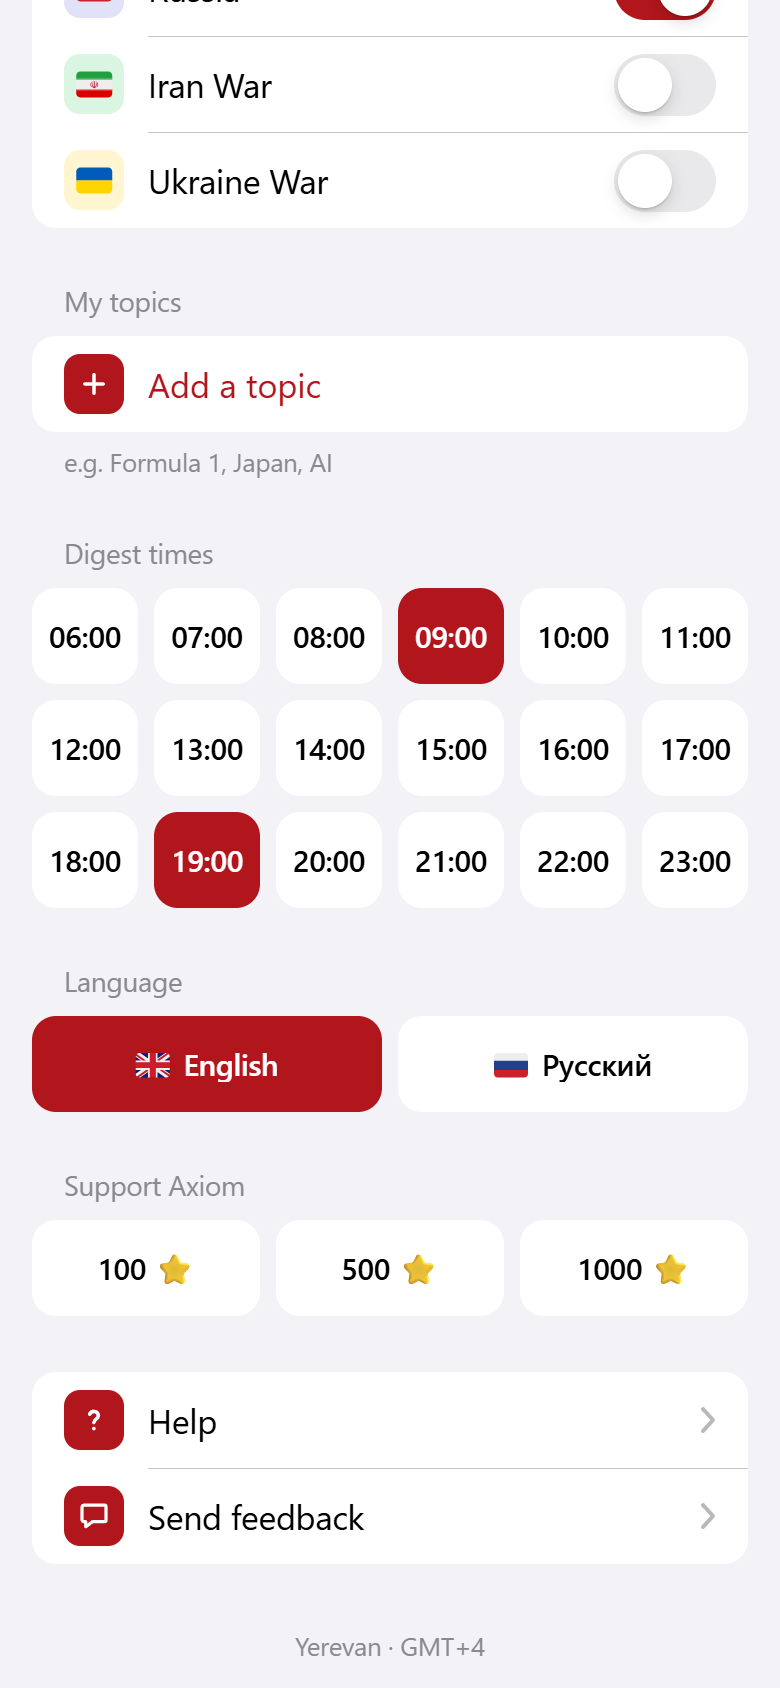 Russia
Iran War
Ukraine War
My topics
Add a topic
e.g. Formula 1, Japan, AI
Digest times
06:00 07:00 08:00 09:00 10:00 11:00
12:00 13:00 14:00 15:00 16:00 17:00
18:00 19:00 20:00 21:00 22:00 23:00
Language
English Русский
Support Axiom
100 500 1000
Help
Send feedback
Yerevan · GMT+4